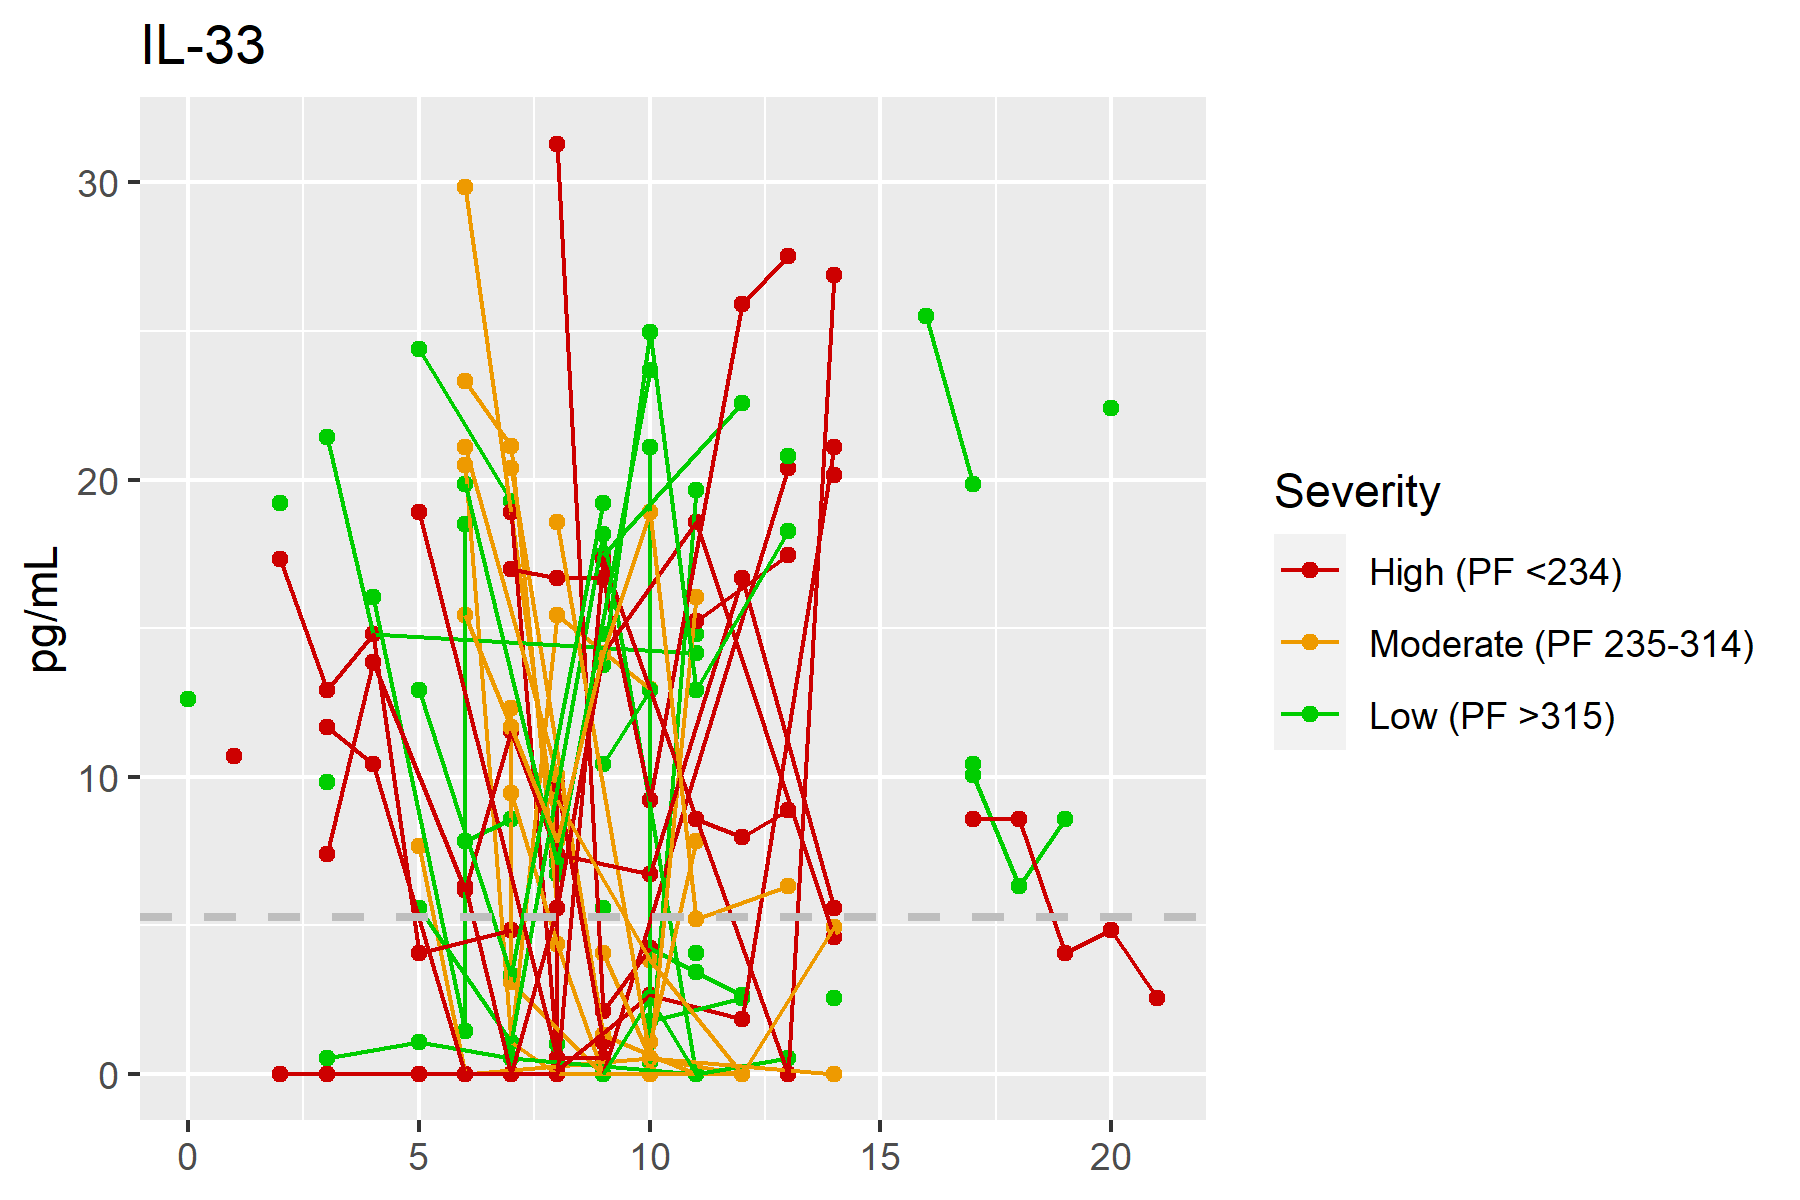 IL-33
30
20
10
0
pg/mL
0 5 10 15 20
Severity
High (PF <234)
Moderate (PF 235-314)
Low (PF >315)